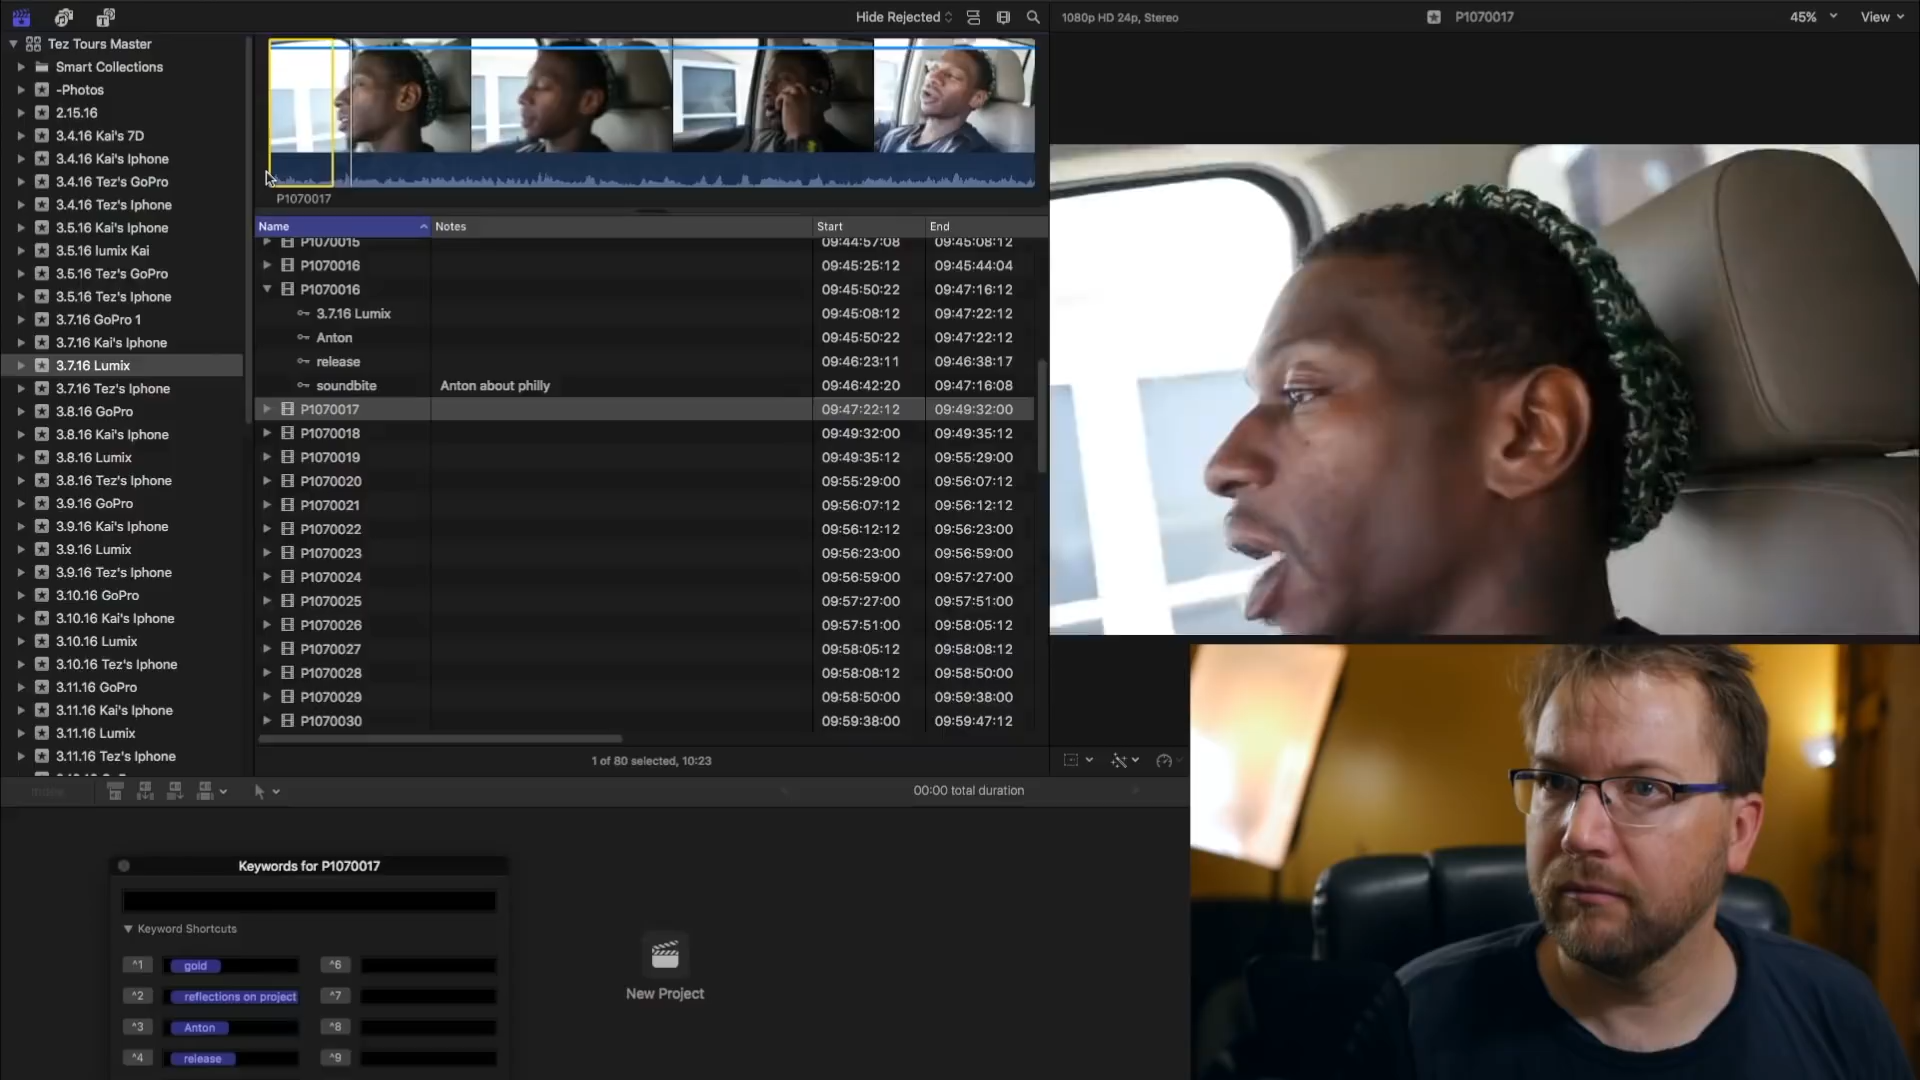 Hide Rejected
1080p HD 24p, Stereo
P1070017
45%
View
Tez Tours Master
Smart Collections
-Photos
2.15.16
3.4.16 Kai's 7D
3.4.16 Kai's Iphone
3.4.16 Tez's GoPro
3.4.16 Tez's Iphone
3.5.16 Kai's Iphone
3.5.16 lumix Kai
3.5.16 Tez's GoPro
3.5.16 Tez's Iphone
3.7.16 GoPro 1
3.7.16 Kai's Iphone
3.7.16 Lumix
3.7.16 Tez's Iphone
3.8.16 GoPro
3.8.16 Kai's Iphone
3.8.16 Lumix
3.8.16 Tez's Iphone
3.9.16 GoPro
3.9.16 Kai's Iphone
3.9.16 Lumix
3.9.16 Tez's Iphone
3.10.16 GoPro
3.10.16 Kai's Iphone
3.10.16 Lumix
3.10.16 Tez's Iphone
3.11.16 GoPro
3.11.16 Kai's Iphone
3.11.16 Lumix
3.11.16 Tez's Iphone
P1070017
Name Notes Start End
P1070015 09:44:57:08 09:45:08:12
P1070016 09:45:25:12 09:45:44:04
P1070016 09:45:50:22 09:47:16:12
3.7.16 Lumix 09:45:08:12 09:47:22:12
Anton 09:45:50:22 09:47:22:12
release 09:46:23:11 09:46:38:17
soundbite Anton about philly 09:46:42:20 09:47:16:08
P1070017 09:47:22:12 09:49:32:00
P1070018 09:49:32:00 09:49:35:12
P1070019 09:49:35:12 09:55:29:00
P1070020 09:55:29:00 09:56:07:12
P1070021 09:56:07:12 09:56:12:12
P1070022 09:56:12:12 09:56:23:00
P1070023 09:56:23:00 09:56:59:00
P1070024 09:56:59:00 09:57:27:00
P1070025 09:57:27:00 09:57:51:00
P1070026 09:57:51:00 09:58:05:12
P1070027 09:58:05:12 09:58:08:12
P1070028 09:58:08:12 09:58:50:00
P1070029 09:58:50:00 09:59:38:00
P1070030 09:59:38:00 09:59:47:12
1 of 80 selected, 10:23
Index
00:00 total duration
Keywords for P1070017
Keyword Shortcuts
^1 gold ^6
^2 reflections on project ^7
^3 Anton ^8
^4 release ^9
New Project